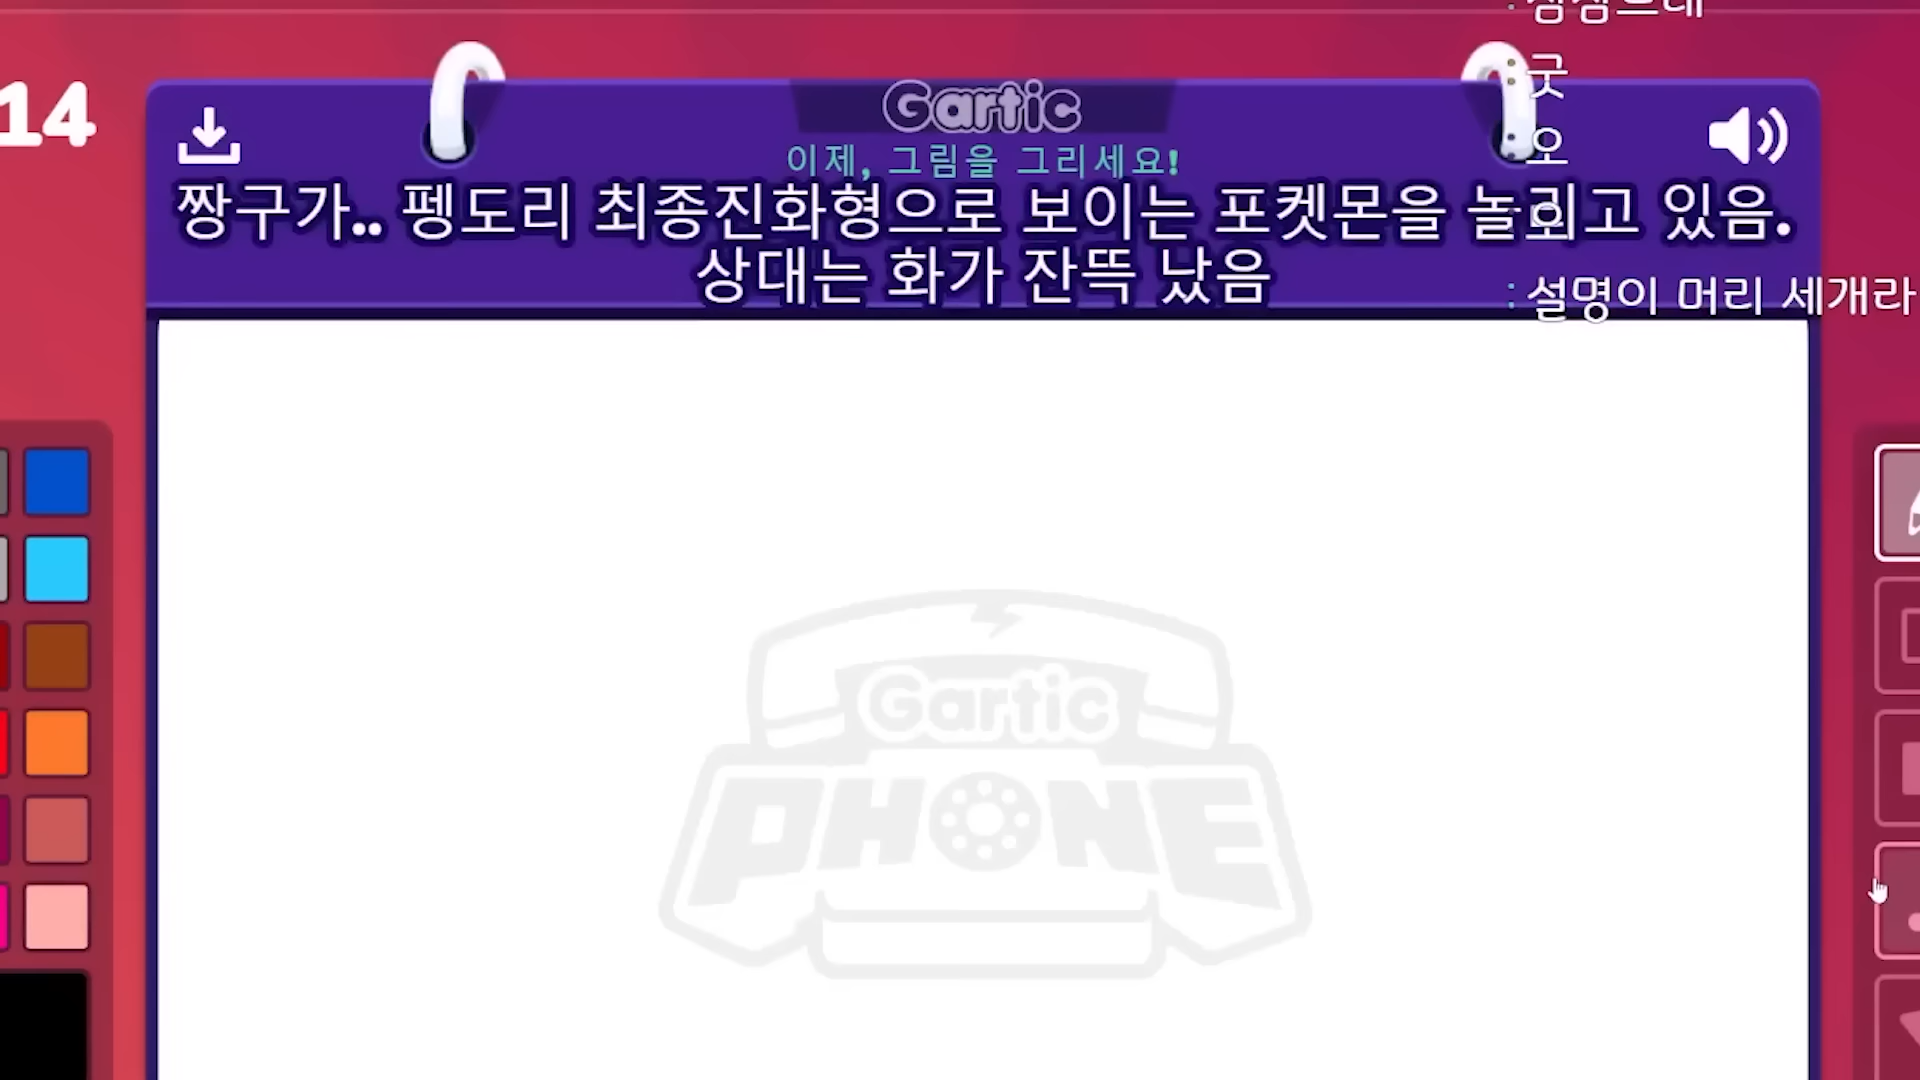 14
Gartic
이제, 그림을 그리세요!
짱구가.. 펭도리 최종진화형으로 보이는 포켓몬을 놀리고 있음.
상대는 화가 잔뜩 났음
: 굿
: 오
: 오
: 설명이 머리 세개라
Gartic
PHONE